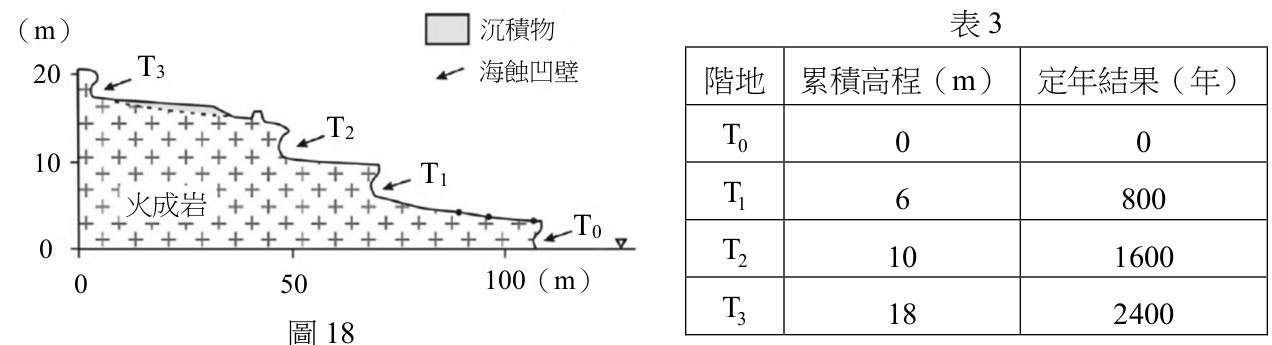 （m）
沉積物
海蝕凹壁
20
T3
T2
10
T1
火成岩
T0
0
0
50
100（m）
圖 18
表 3
階地 累積高程（m） 定年結果（年）
T0 0 0
T1 6 800
T2 10 1600
T3 18 2400